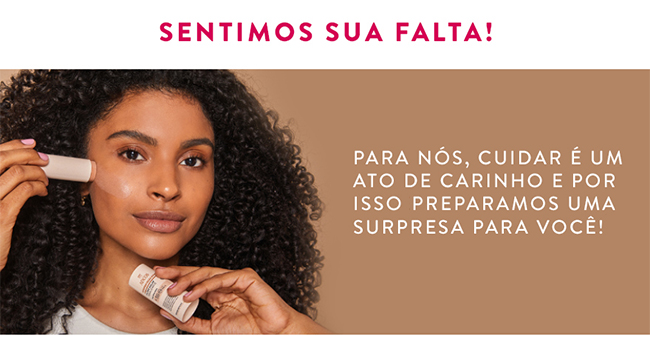 SENTIMOS SUA FALTA!
PARA NÓS, CUIDAR É UM
ATO DE CARINHO E POR
ISSO PREPARAMOS UMA
SURPRESA PARA VOCÊ!